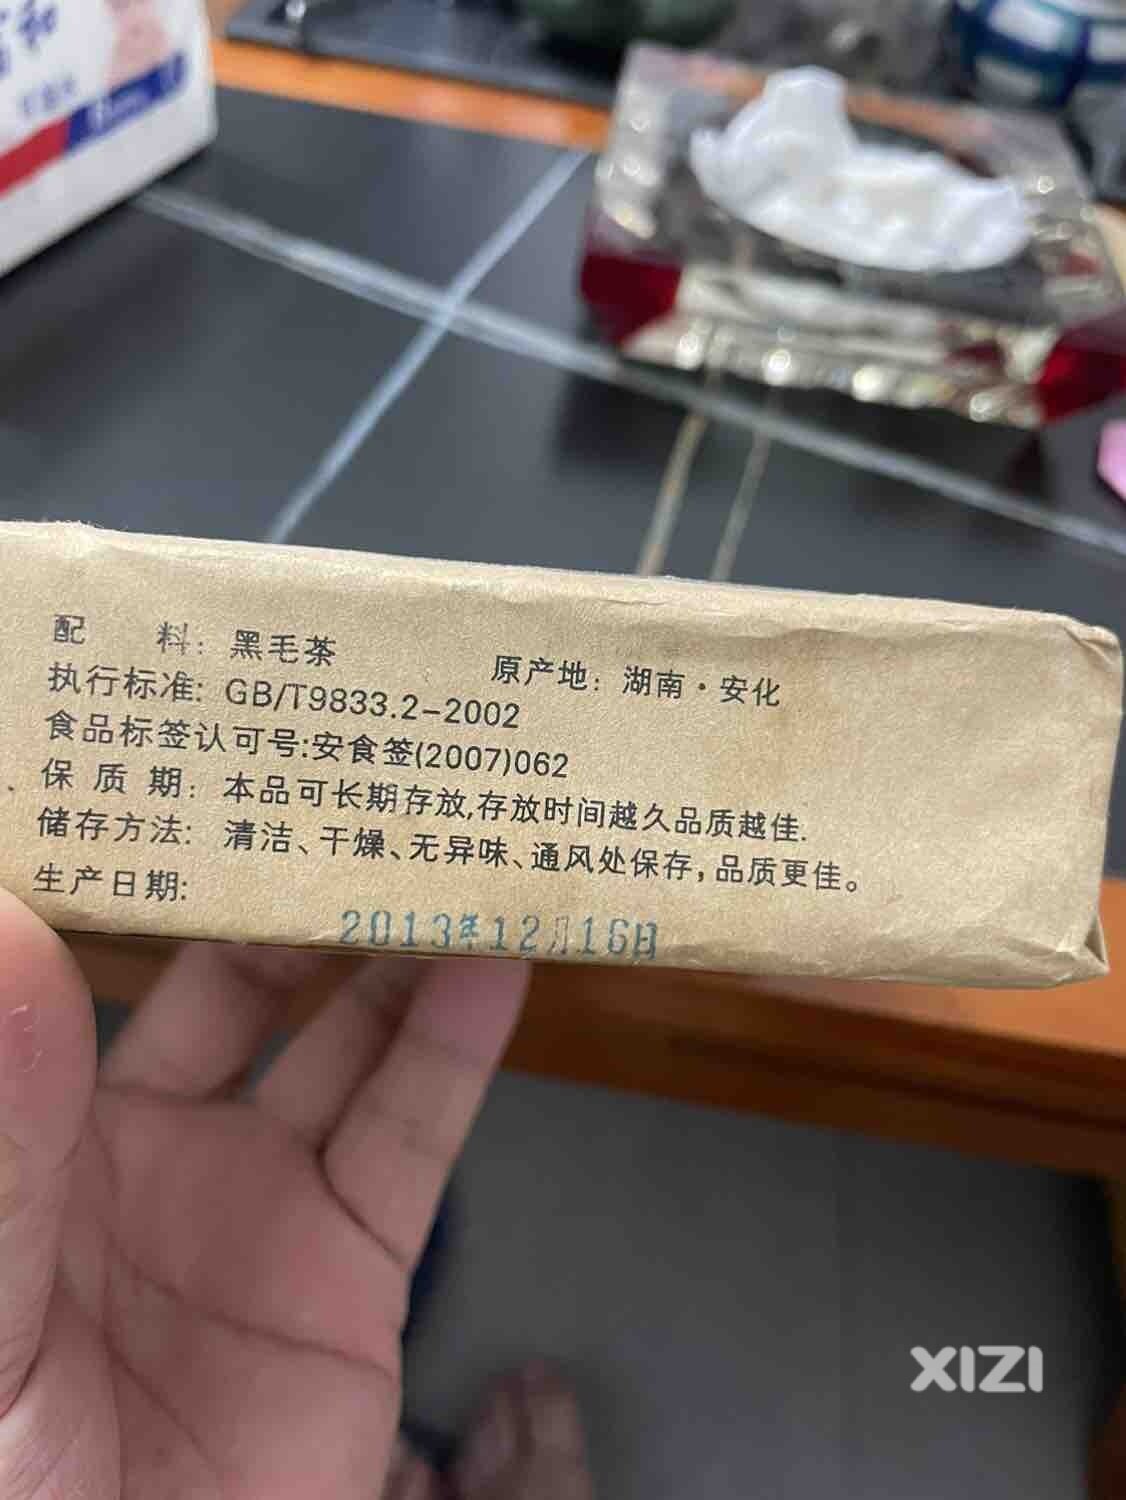 配 料: 黑毛茶 原产地: 湖南·安化
执行标准: GB/T9833.2-2002
食品标签认可号:安食签(2007)062
保 质 期: 本品可长期存放,存放时间越久品质越佳.
储存方法: 清洁、干燥、无异味、通风处保存,品质更佳。
生产日期:
2013年12月16日
XIZI